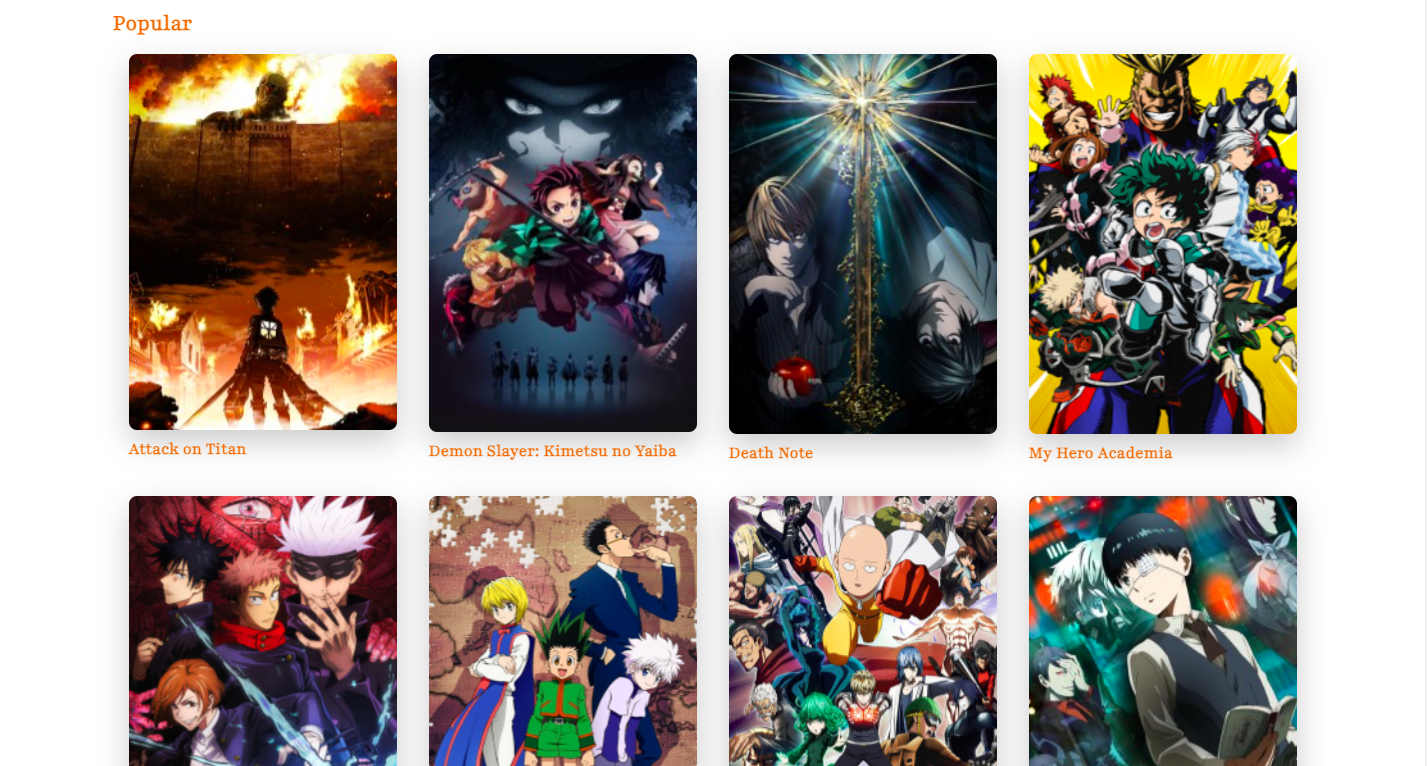 Popular
Attack on Titan
Demon Slayer: Kimetsu no Yaiba
Death Note
My Hero Academia